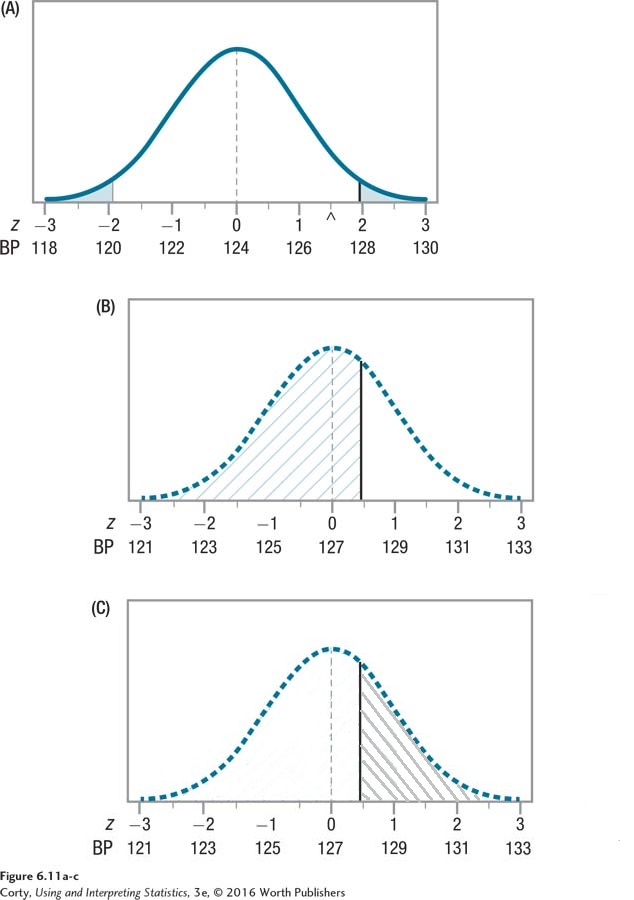 (A)
z −3 −2 −1 0 1 ^ 2 3
BP 118 120 122 124 126 128 130
(B)
z −3 −2 −1 0 1 2 3
BP 121 123 125 127 129 131 133
(C)
z −3 −2 −1 0 1 2 3
BP 121 123 125 127 129 131 133
Figure 6.11a-c
Corty, Using and Interpreting Statistics, 3e, © 2016 Worth Publishers